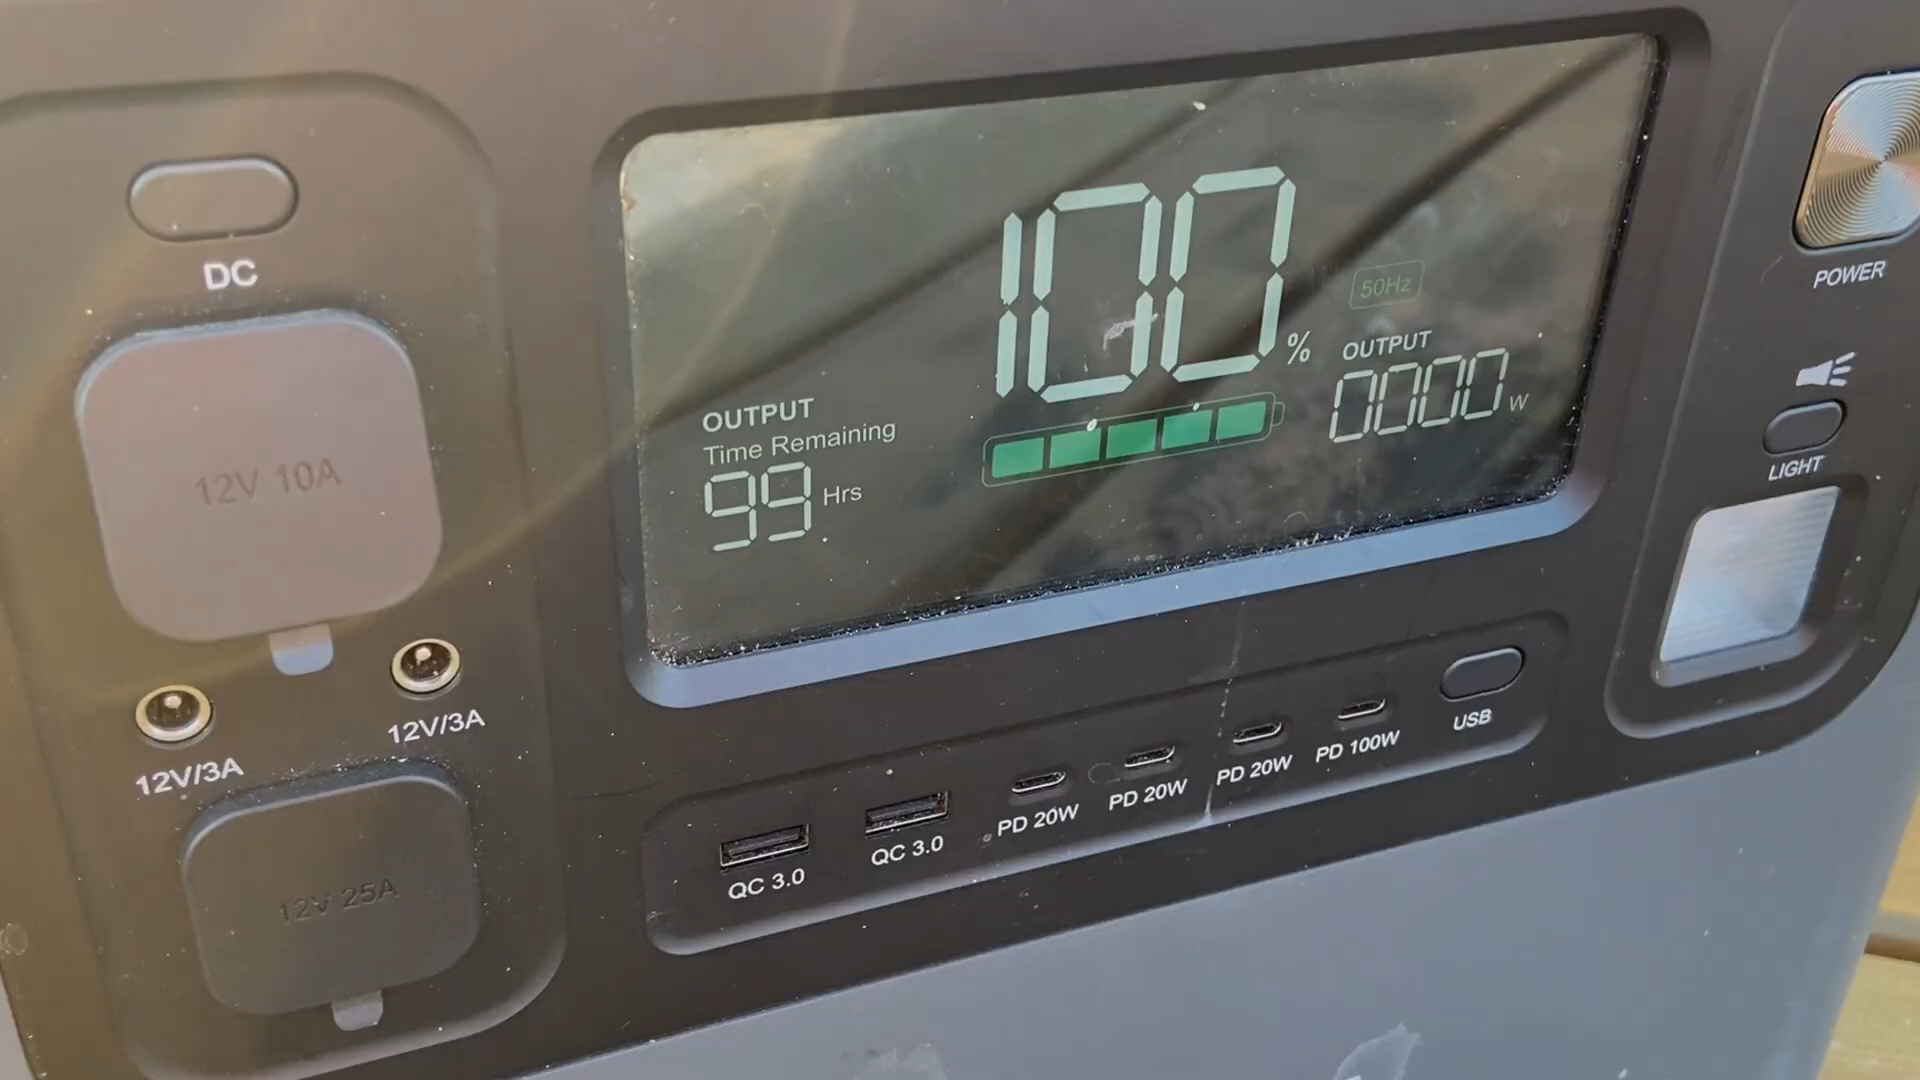 DC
12V 10A
12V/3A
12V/3A
12V 25A
100%
50Hz
OUTPUT
0000W
OUTPUT
Time Remaining
99 Hrs
QC 3.0
QC 3.0
PD 20W
PD 20W
PD 20W
PD 100W
USB
POWER
LIGHT